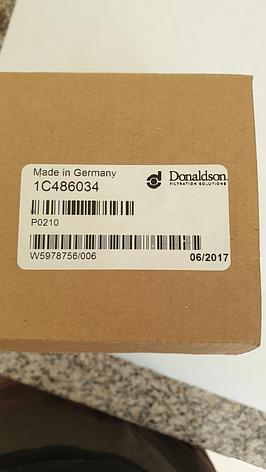 Made in Germany
1C486034
Donaldson.
FILTRATION SOLUTIONS
P0210
W5978756/006
06/2017